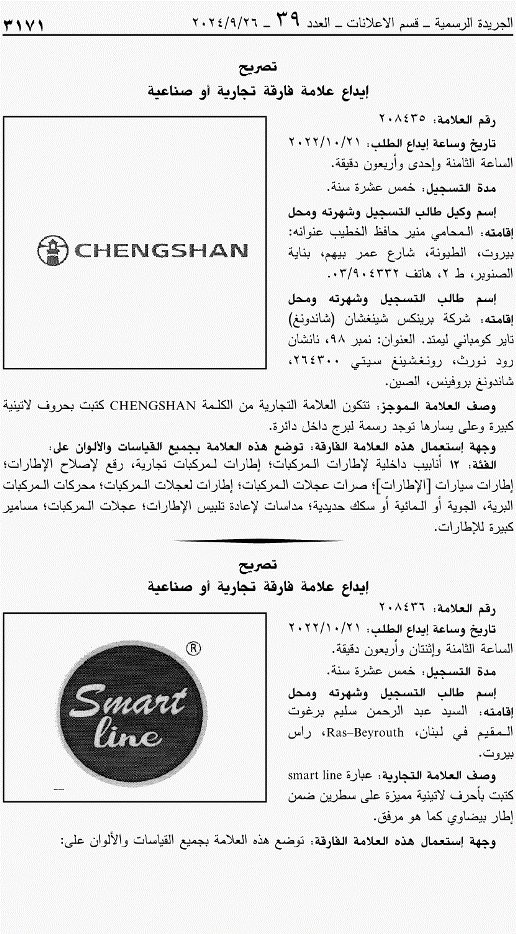 الجريدة الرسمية ــ قسم الاعلانات ــ العدد ٣٩ ــ ٢٠٢٤/٩/٢٦
٣١٧١
تصريح
إيداع علامة فارقة تجارية أو صناعية
رقم العلامة: ٢٠٨٤٣٥
تاريخ وساعة إيداع الطلب: ٢٠٢٢/١٠/٢١
الساعة الثامنة وإحدى وأربعون دقيقة.
مدة التسجيل: خمس عشرة سنة.
إسم وكيل طالب التسجيل وشهرته ومحل
إقامته: المحامي منير حافظ الخطيب عنوانه:
بيروت، الطيونة، شارع عمر بيهم، بناية
الصنوبر، ط ٢، هاتف ٠٣/٩٠٤٣٣٢.
إسم طالب التسجيل وشهرته ومحل
إقامته: شركة برينكس شينغشان (شاندونغ)
تاير كومباني ليمتد. العنوان: نمبر ٩٨، نانشان
رود نورث، رونغشينغ سيتي ٢٦٤٣٠٠،
شاندونغ بروفينس، الصين.
CHENGSHAN
وصف العلامة الموجز: تتكون العلامة التجارية من الكلمة CHENGSHAN كتبت بحروف لاتينية
كبيرة وعلى يسارها توجد رسمة لبرج داخل دائرة.
وجهة إستعمال هذه العلامة الفارقة: توضع هذه العلامة بجميع القياسات والألوان على:
الفئة: ١٢ أنابيب داخلية لإطارات المركبات؛ إطارات لمركبات تجارية، رقع لإصلاح الإطارات؛
إطارات سيارات [الإطارات]؛ صرات عجلات المركبات؛ إطارات لعجلات المركبات؛ محركات المركبات
البرية، الجوية أو المائية أو سكك حديدية؛ مداسات لإعادة تلبيس الإطارات؛ عجلات المركبات؛ مسامير
كبيرة للإطارات.
تصريح
إيداع علامة فارقة تجارية أو صناعية
رقم العلامة: ٢٠٨٤٣٦
تاريخ وساعة إيداع الطلب: ٢٠٢٢/١٠/٢١
الساعة الثامنة وإثنتان وأربعون دقيقة.
مدة التسجيل: خمس عشرة سنة.
إسم طالب التسجيل وشهرته ومحل
إقامته: السيد عبد الرحمن سليم برغوت
المقيم في لبنان، Ras–Beyrouth، راس
بيروت.
وصف العلامة التجارية: عبارة smart line
كتبت بأحرف لاتينية مميزة على سطرين ضمن
إطار بيضاوي كما هو مرفق.
®
Smart
line
وجهة إستعمال هذه العلامة الفارقة: توضع هذه العلامة بجميع القياسات والألوان على: